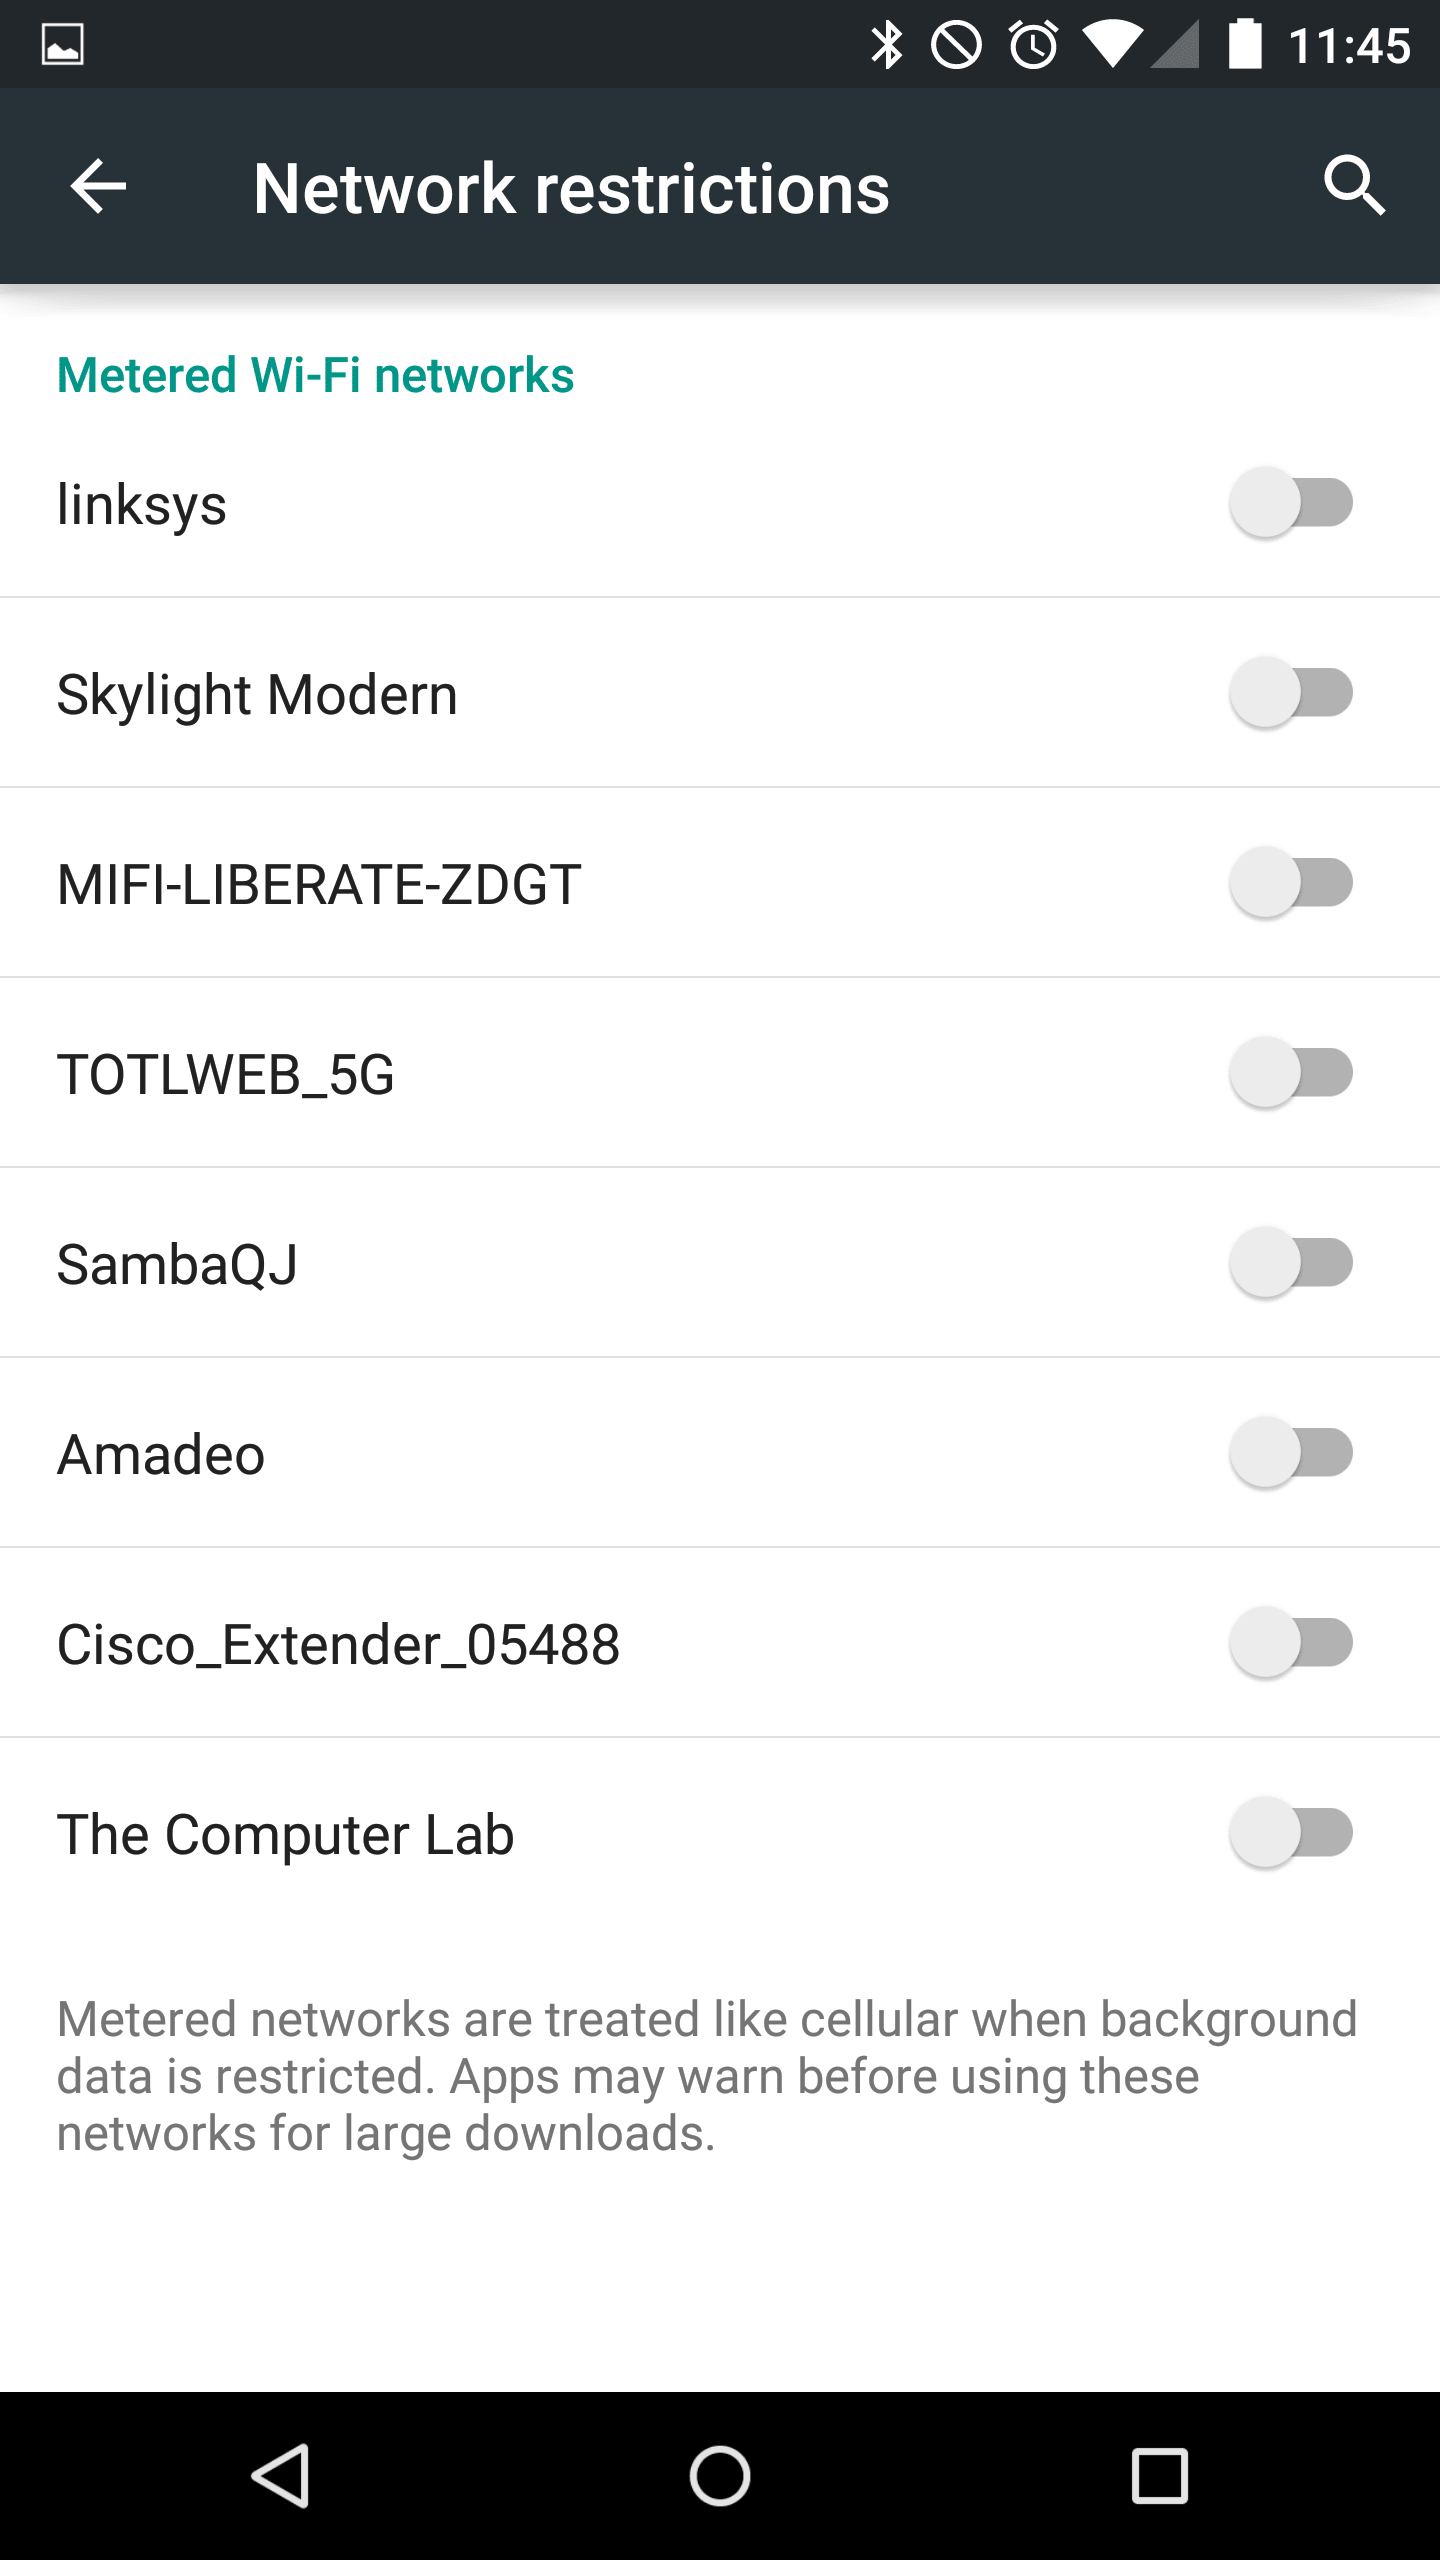 11:45
Network restrictions
Metered Wi-Fi networks
linksys
Skylight Modern
MIFI-LIBERATE-ZDGT
TOTLWEB_5G
SambaQJ
Amadeo
Cisco_Extender_05488
The Computer Lab
Metered networks are treated like cellular when background
data is restricted. Apps may warn before using these
networks for large downloads.